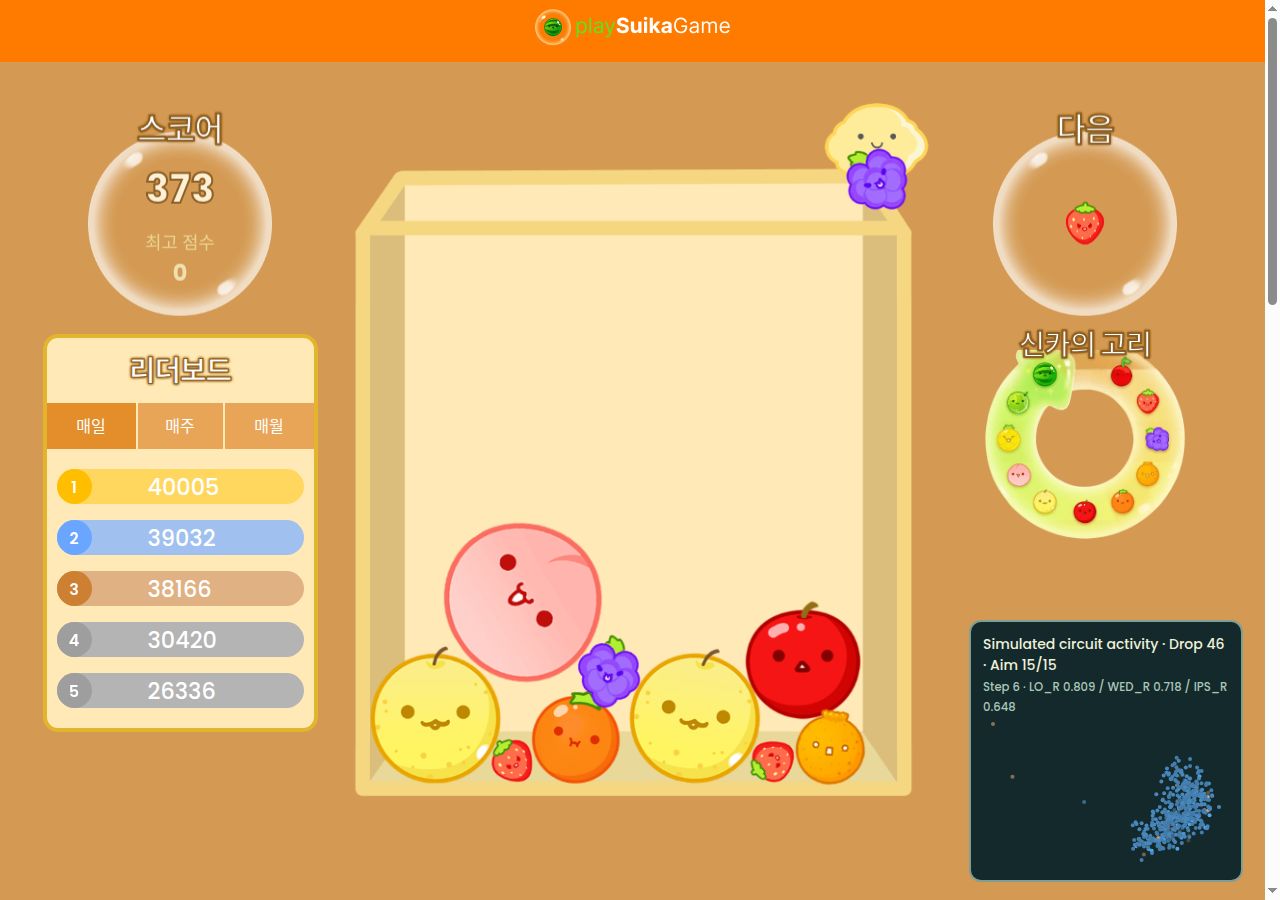 playSuikaGame
스코어
373
최고 점수
0
리더보드
매일 매주 매월
1 40005
2 39032
3 38166
4 30420
5 26336
다음
신카의 고리
Simulated circuit activity · Drop 46
· Aim 15/15
Step 6 · LO_R 0.809 / WED_R 0.718 / IPS_R
0.648